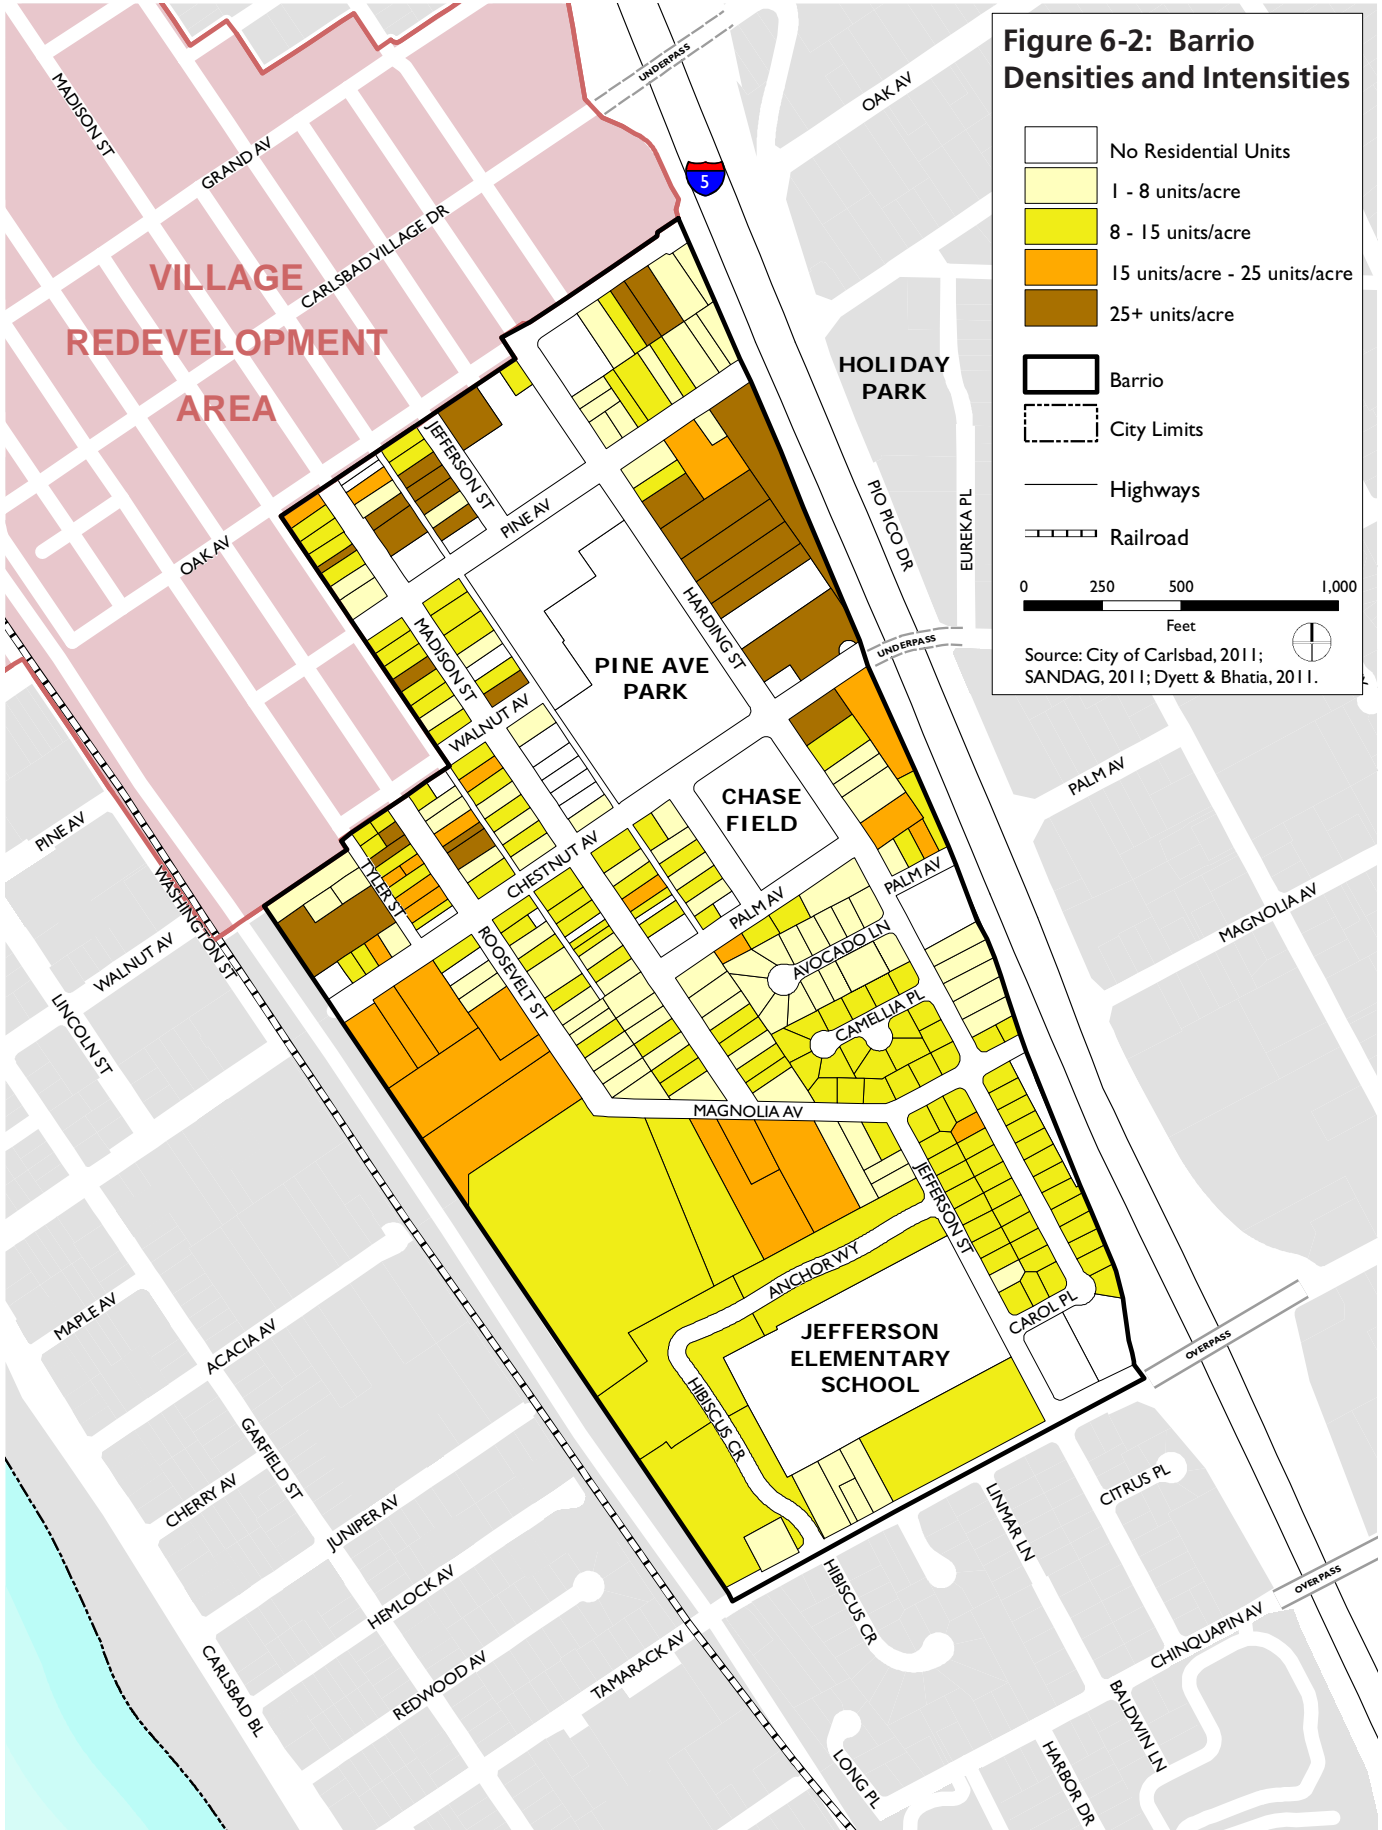 Figure 6-2: Barrio
Densities and Intensities
No Residential Units
1 - 8 units/acre
8 - 15 units/acre
15 units/acre - 25 units/acre
25+ units/acre
Barrio
City Limits
Highways
Railroad
0 250 500 1,000
Feet
Source: City of Carlsbad, 2011;
SANDAG, 2011; Dyett & Bhatia, 2011.
UNDERPASS
OAK AV
MADISON ST
GRAND AV
5
CARLSBAD VILLAGE DR
VILLAGE
REDEVELOPMENT
AREA
HOLIDAY
PARK
JEFFERSON ST
PINE AV
OAK AV
PIO PICO DR
EUREKA PL
HARDING ST
UNDERPASS
MADISON ST
PINE AVE
PARK
WALNUT AV
PALM AV
CHASE
FIELD
PINE AV
CHESTNUT AV
TYLER ST
PALM AV
PALM AV
WASHINGTON ST
MAGNOLIA AV
WALNUT AV
ROOSEVELT ST
AVOCADO LN
LINCOLN ST
CAMELLIA PL
MAGNOLIA AV
JEFFERSON ST
ANCHOR WY
MAPLE AV
ACACIA AV
CAROL PL
JEFFERSON
ELEMENTARY
SCHOOL
OVERPASS
HIBISCUS CR
GARFIELD ST
CHERRY AV
JUNIPER AV
CITRUS PL
LINMAR LN
HEMLOCK AV
HIBISCUS CR
OVERPASS
CHINQUAPIN AV
CARLSBAD BL
REDWOOD AV
TAMARACK AV
BALDWIN LN
LONG PL
HARBOR DR